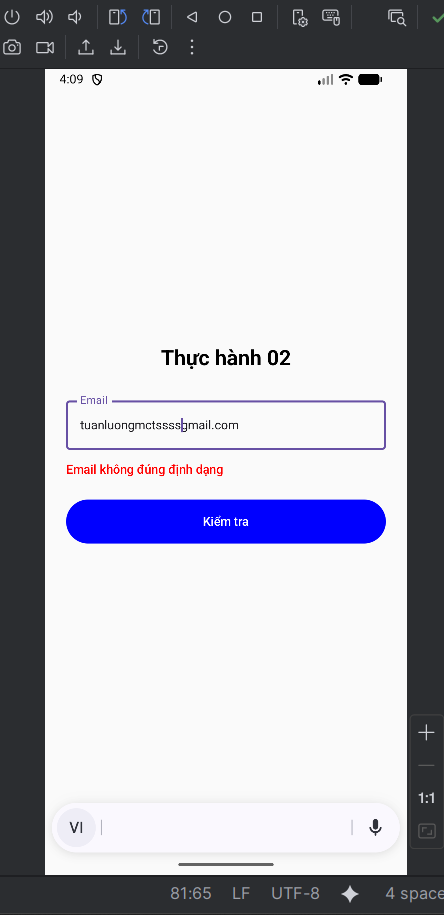 4:09
Thực hành 02
Email
tuanluongmctssssgmail.com
Email không đúng định dạng
Kiểm tra
VI
1:1
81:65 LF UTF-8 4 space